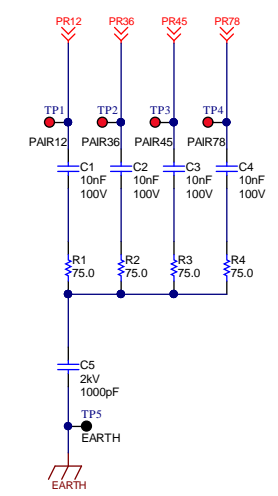 PR12 PR36 PR45 PR78
TP1 TP2 TP3 TP4
PAIR12 PAIR36 PAIR45 PAIR78
C1 C2 C3 C4
10nF 10nF 10nF 10nF
100V 100V 100V 100V
R1 R2 R3 R4
75.0 75.0 75.0 75.0
C5
2kV
1000pF
TP5
EARTH
EARTH